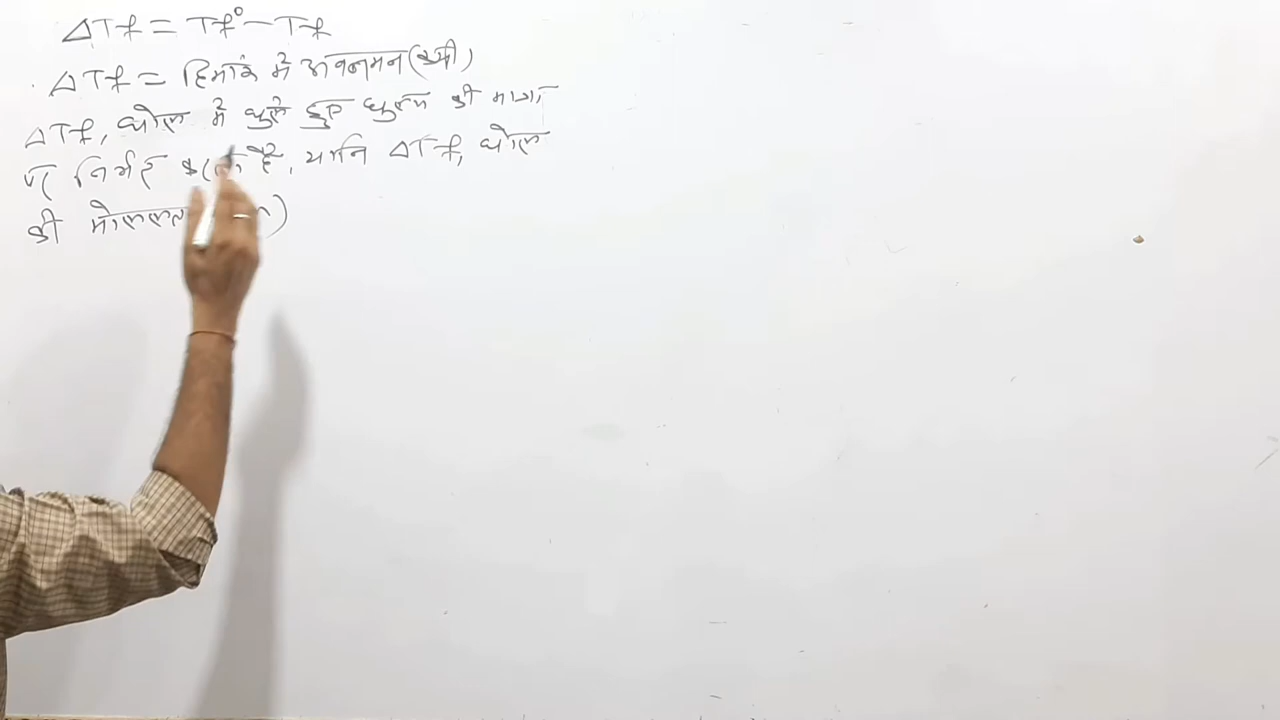 ΔTf = Tf° - Tf
ΔTf = हिमांक में अवनमन (कमी)
ΔTf, घोल में घुले हुए घुल्य की मात्रा
पर निर्भर करता है, यानि ΔTf, घोल
की मोललता )